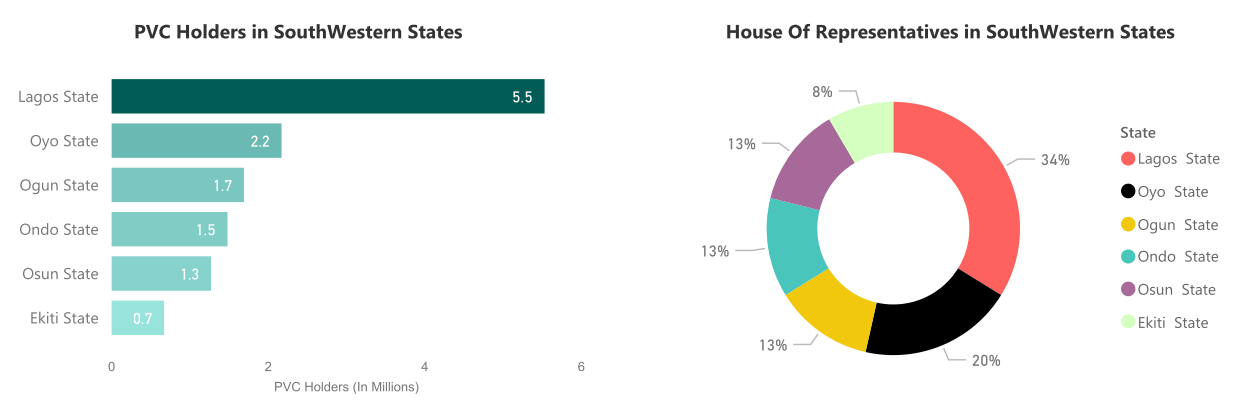 PVC Holders in SouthWestern States
Lagos State
5.5
Oyo State
2.2
Ogun State
1.7
Ondo State
1.5
Osun State
1.3
Ekiti State
0.7
0 2 4 6
PVC Holders (In Millions)
House Of Representatives in SouthWestern States
8%
13%
34%
13%
13%
20%
State
Lagos State
Oyo State
Ogun State
Ondo State
Osun State
Ekiti State